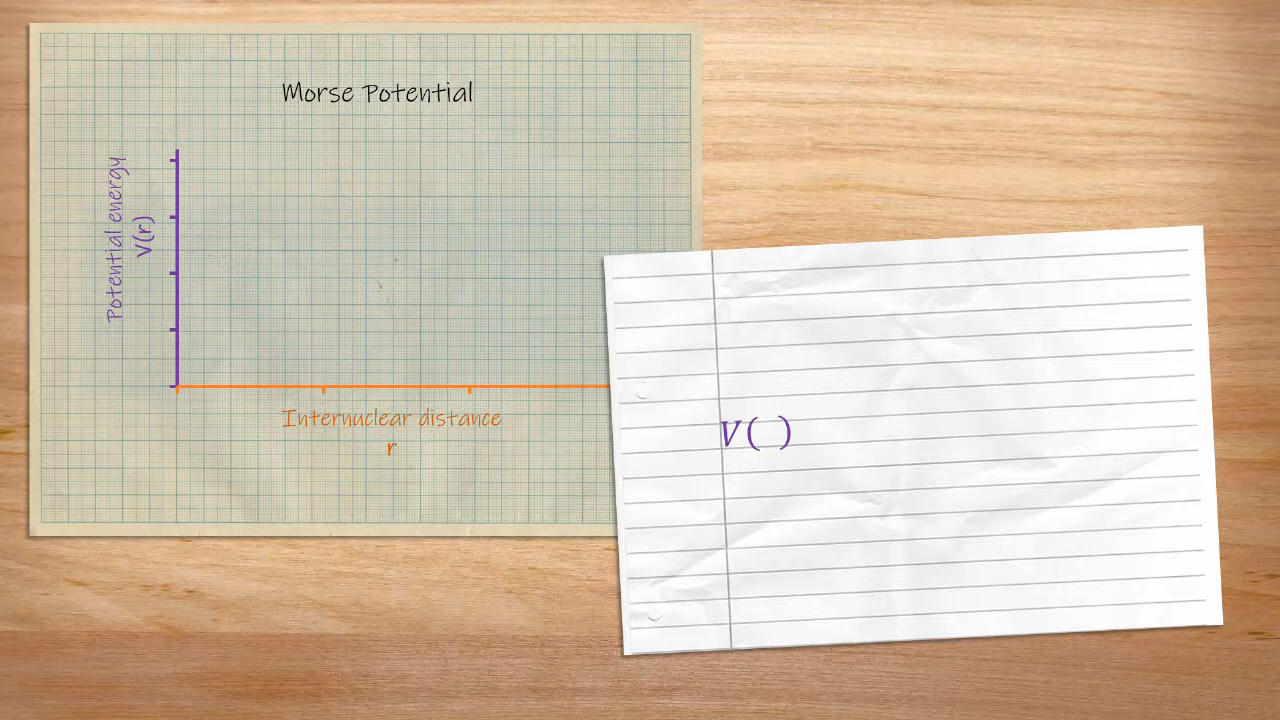 Morse Potential
Potential energy
V(r)
Internuclear distance
r
V( )